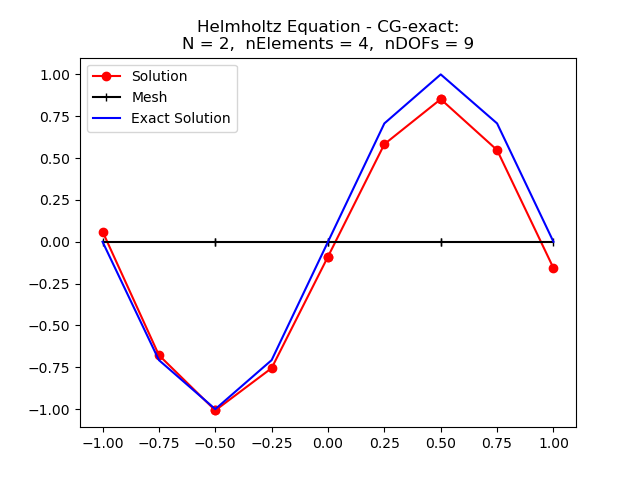 Helmholtz Equation - CG-exact:
N = 2,  nElements = 4,  nDOFs = 9
Solution
Mesh
Exact Solution
1.00
0.75
0.50
0.25
0.00
−0.25
−0.50
−0.75
−1.00
−1.00 −0.75 −0.50 −0.25 0.00 0.25 0.50 0.75 1.00